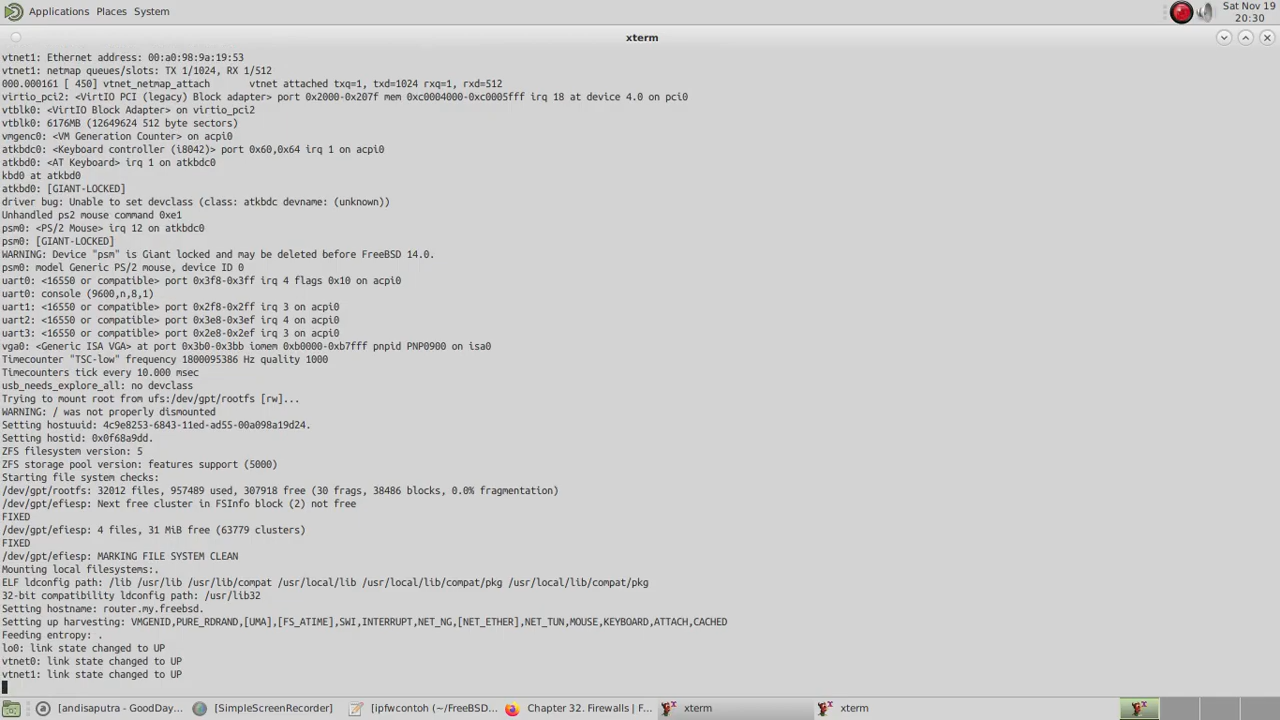 Applications Places System
Sat Nov 19
20:30
xterm
vtnet1: Ethernet address: 00:a0:98:9a:19:53
vtnet1: netmap queues/slots: TX 1/1024, RX 1/512
000.000161 [ 450] vtnet_netmap_attach      vtnet attached txq=1, txd=1024 rxq=1, rxd=512
virtio_pci2: <VirtIO PCI (legacy) Block adapter> port 0x2000-0x207f mem 0xc0004000-0xc0005fff irq 18 at device 4.0 on pci0
vtblk0: <VirtIO Block Adapter> on virtio_pci2
vtblk0: 6176MB (12649624 512 byte sectors)
vmgenc0: <VM Generation Counter> on acpi0
atkbdc0: <Keyboard controller (i8042)> port 0x60,0x64 irq 1 on acpi0
atkbd0: <AT Keyboard> irq 1 on atkbdc0
kbd0 at atkbd0
atkbd0: [GIANT-LOCKED]
driver bug: Unable to set devclass (class: atkbdc devname: (unknown))
Unhandled ps2 mouse command 0xe1
psm0: <PS/2 Mouse> irq 12 on atkbdc0
psm0: [GIANT-LOCKED]
WARNING: Device "psm" is Giant locked and may be deleted before FreeBSD 14.0.
psm0: model Generic PS/2 mouse, device ID 0
uart0: <16550 or compatible> port 0x3f8-0x3ff irq 4 flags 0x10 on acpi0
uart0: console (9600,n,8,1)
uart1: <16550 or compatible> port 0x2f8-0x2ff irq 3 on acpi0
uart2: <16550 or compatible> port 0x3e8-0x3ef irq 4 on acpi0
uart3: <16550 or compatible> port 0x2e8-0x2ef irq 3 on acpi0
vga0: <Generic ISA VGA> at port 0x3b0-0x3bb iomem 0xb0000-0xb7fff pnpid PNP0900 on isa0
Timecounter "TSC-low" frequency 1800095386 Hz quality 1000
Timecounters tick every 10.000 msec
usb_needs_explore_all: no devclass
Trying to mount root from ufs:/dev/gpt/rootfs [rw]...
WARNING: / was not properly dismounted
Setting hostuuid: 4c9e8253-6843-11ed-ad55-00a098a19d24.
Setting hostid: 0x0f68a9dd.
ZFS filesystem version: 5
ZFS storage pool version: features support (5000)
Starting file system checks:
/dev/gpt/rootfs: 32012 files, 957489 used, 307918 free (30 frags, 38486 blocks, 0.0% fragmentation)
/dev/gpt/efiesp: Next free cluster in FSInfo block (2) not free
FIXED
/dev/gpt/efiesp: 4 files, 31 MiB free (63779 clusters)
FIXED
/dev/gpt/efiesp: MARKING FILE SYSTEM CLEAN
Mounting local filesystems:.
ELF ldconfig path: /lib /usr/lib /usr/lib/compat /usr/local/lib /usr/local/lib/compat/pkg /usr/local/lib/compat/pkg
32-bit compatibility ldconfig path: /usr/lib32
Setting hostname: router.my.freebsd.
Setting up harvesting: VMGENID,PURE_RDRAND,[UMA],[FS_ATIME],SWI,INTERRUPT,NET_NG,[NET_ETHER],NET_TUN,MOUSE,KEYBOARD,ATTACH,CACHED
Feeding entropy: .
lo0: link state changed to UP
vtnet0: link state changed to UP
vtnet1: link state changed to UP
[andisaputra - GoodDay... [SimpleScreenRecorder] [ipfwcontoh (~/FreeBSD... Chapter 32. Firewalls | F... xterm xterm